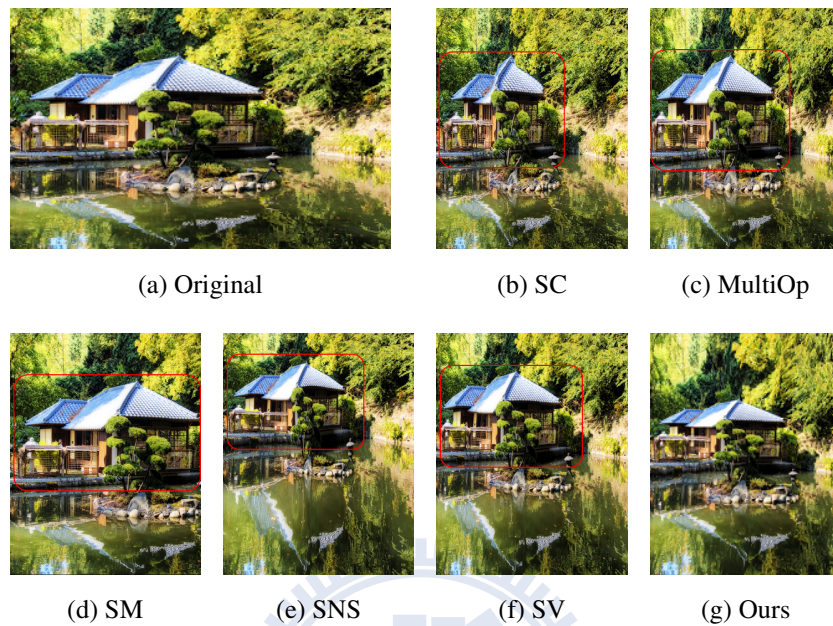 (a) Original
(b) SC
(c) MultiOp
(d) SM
(e) SNS
(f) SV
(g) Ours